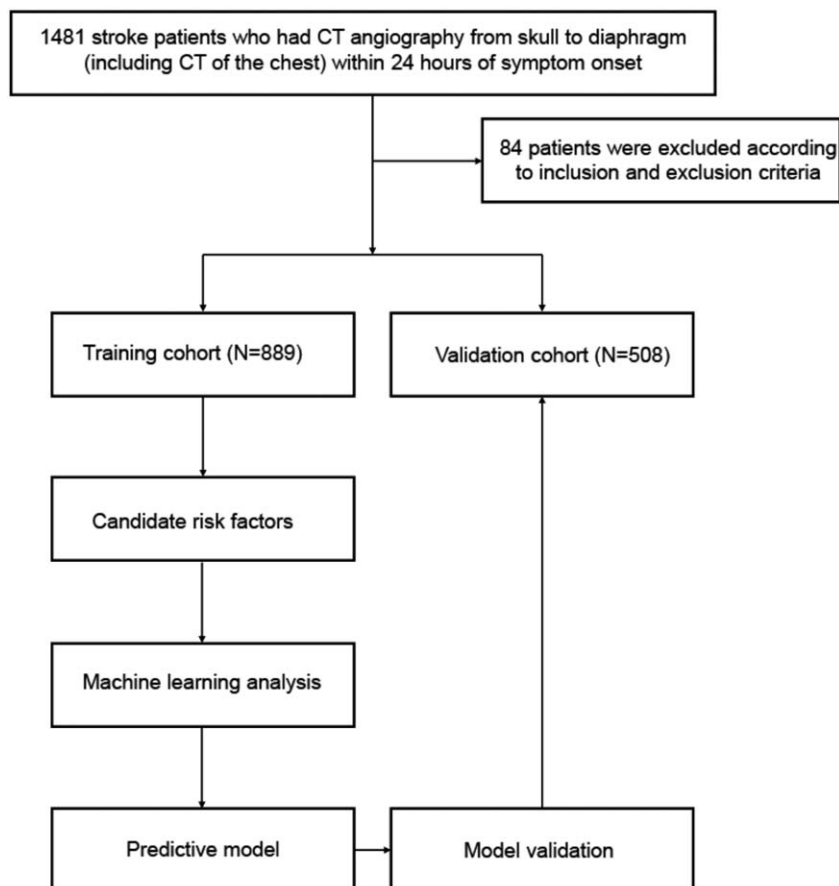 1481 stroke patients who had CT angiography from skull to diaphragm
(including CT of the chest) within 24 hours of symptom onset
84 patients were excluded according
to inclusion and exclusion criteria
Training cohort (N=889)
Validation cohort (N=508)
Candidate risk factors
Machine learning analysis
Predictive model
Model validation